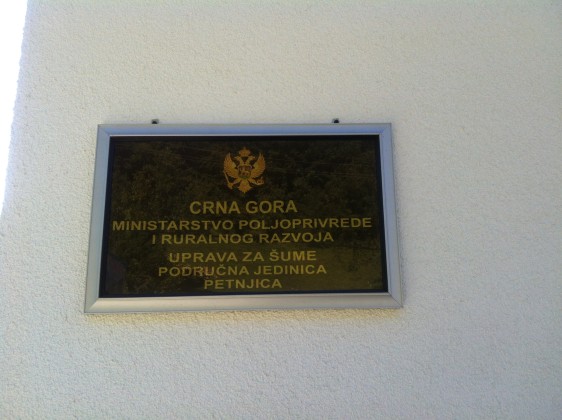 CRNA GORA
MINISTARSTVO POLJOPRIVREDE
I RURALNOG RAZVOJA
UPRAVA ZA ŠUME
PODRUČNA JEDINICA
PETNJICA